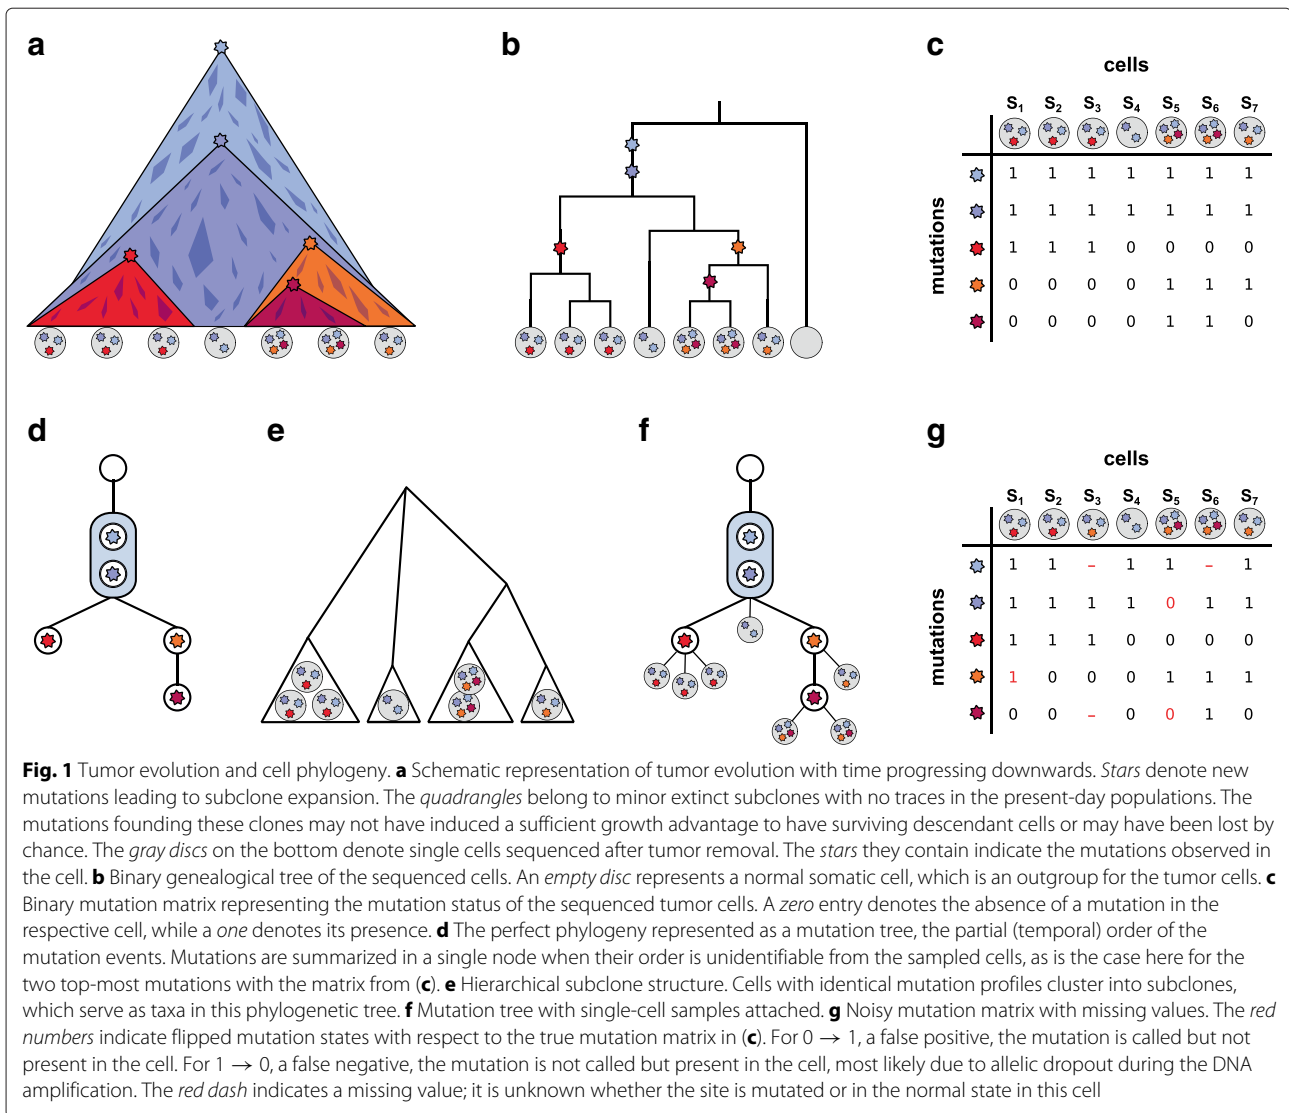 a
b
c
cells
S1 S2 S3 S4 S5 S6 S7
mutations
1 1 1 1 1 1 1
1 1 1 1 1 1 1
1 1 1 0 0 0 0
0 0 0 0 1 1 1
0 0 0 0 1 1 0
d
e
f
g
cells
S1 S2 S3 S4 S5 S6 S7
mutations
1 1 – 1 1 – 1
1 1 1 1 0 1 1
1 1 1 0 0 0 0
1 0 0 0 1 1 1
0 0 – 0 0 1 0
Fig. 1 Tumor evolution and cell phylogeny. a Schematic representation of tumor evolution with time progressing downwards. Stars denote new
mutations leading to subclone expansion. The quadrangles belong to minor extinct subclones with no traces in the present-day populations. The
mutations founding these clones may not have induced a sufficient growth advantage to have surviving descendant cells or may have been lost by
chance. The gray discs on the bottom denote single cells sequenced after tumor removal. The stars they contain indicate the mutations observed in
the cell. b Binary genealogical tree of the sequenced cells. An empty disc represents a normal somatic cell, which is an outgroup for the tumor cells. c
Binary mutation matrix representing the mutation status of the sequenced tumor cells. A zero entry denotes the absence of a mutation in the
respective cell, while a one denotes its presence. d The perfect phylogeny represented as a mutation tree, the partial (temporal) order of the
mutation events. Mutations are summarized in a single node when their order is unidentifiable from the sampled cells, as is the case here for the
two top-most mutations with the matrix from (c). e Hierarchical subclone structure. Cells with identical mutation profiles cluster into subclones,
which serve as taxa in this phylogenetic tree. f Mutation tree with single-cell samples attached. g Noisy mutation matrix with missing values. The red
numbers indicate flipped mutation states with respect to the true mutation matrix in (c). For 0 → 1, a false positive, the mutation is called but not
present in the cell. For 1 → 0, a false negative, the mutation is not called but present in the cell, most likely due to allelic dropout during the DNA
amplification. The red dash indicates a missing value; it is unknown whether the site is mutated or in the normal state in this cell